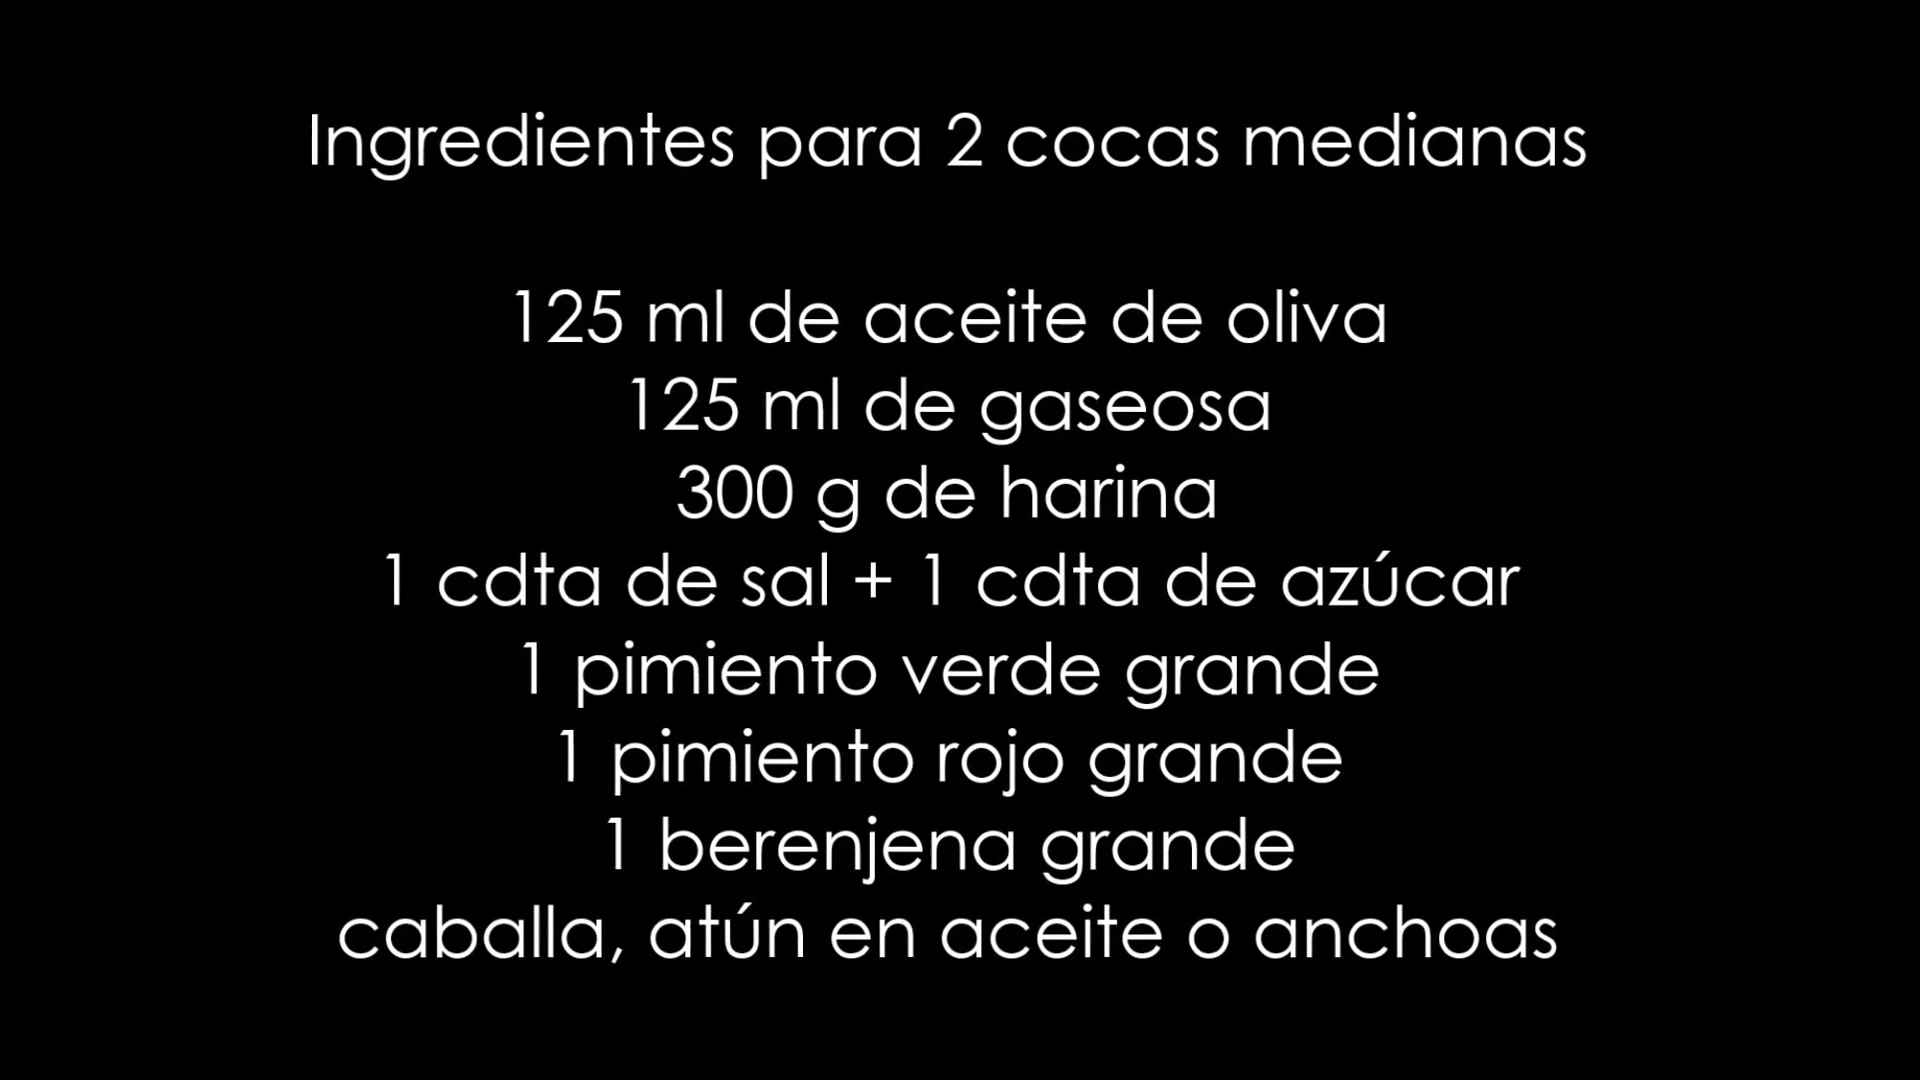 Ingredientes para 2 cocas medianas
125 ml de aceite de oliva
125 ml de gaseosa
300 g de harina
1 cdta de sal + 1 cdta de azúcar
1 pimiento verde grande
1 pimiento rojo grande
1 berenjena grande
caballa, atún en aceite o anchoas